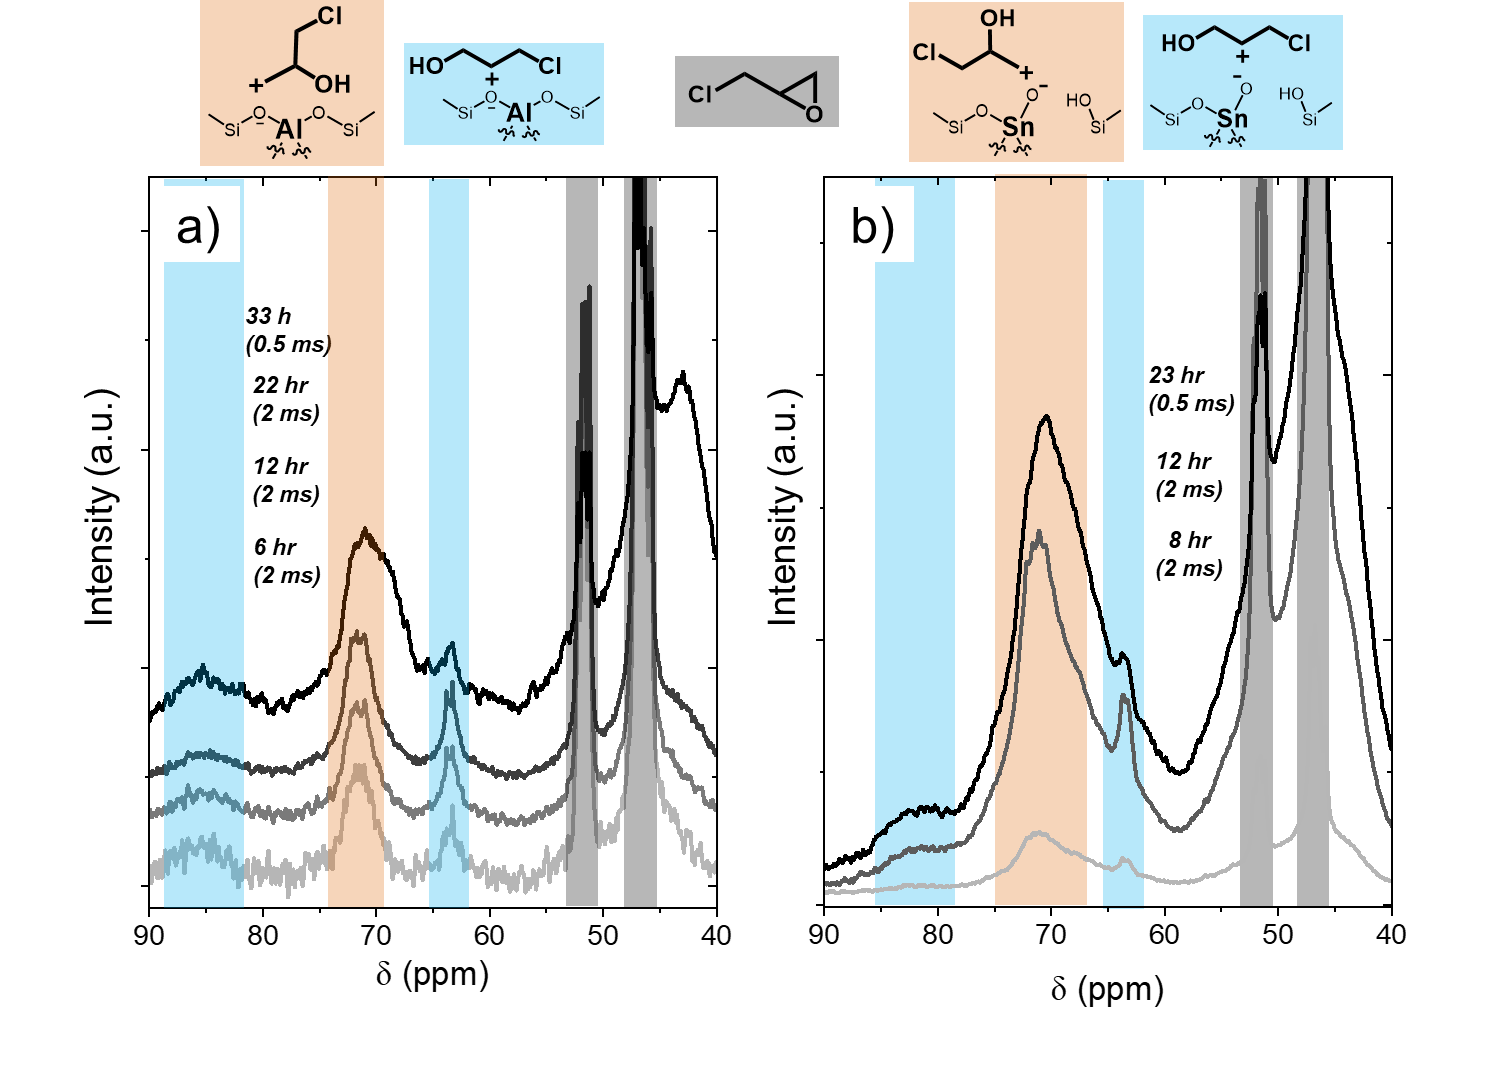 Cl
OH
+
O
-
O
Si
Al
Si
HO
Cl
+
O
-
O
Si
Al
Si
Cl
O
OH
Cl
+
O-
HO
O
Si
Sn
Si
HO
Cl
+
-
O
HO
O
Si
Sn
Si
a)
33 h
(0.5 ms)
22 hr
(2 ms)
12 hr
(2 ms)
6 hr
(2 ms)
Intensity (a.u.)
90 80 70 60 50 40
δ (ppm)
b)
23 hr
(0.5 ms)
12 hr
(2 ms)
8 hr
(2 ms)
Intensity (a.u.)
90 80 70 60 50 40
δ (ppm)